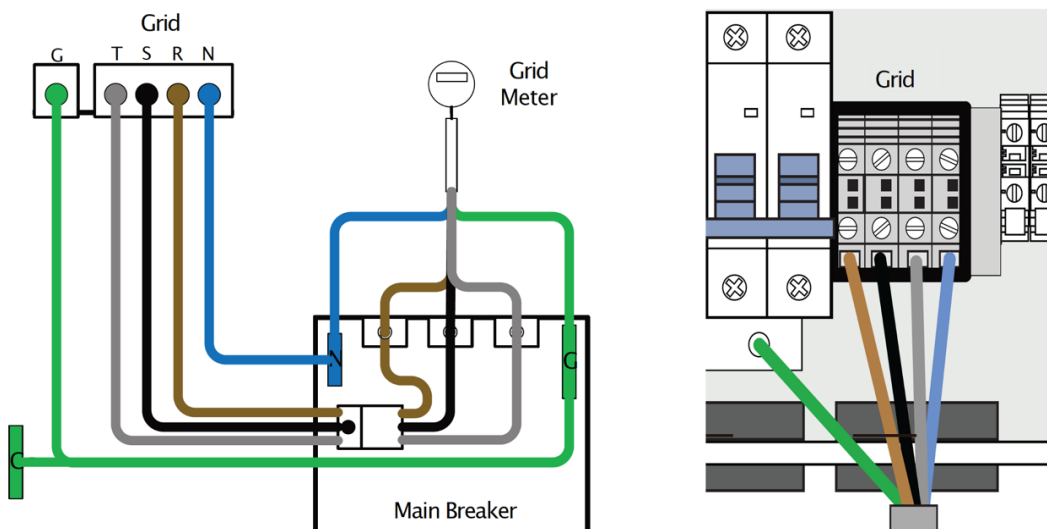 Grid
G T S R N
Grid
Meter
N
G
G
Main Breaker
Grid